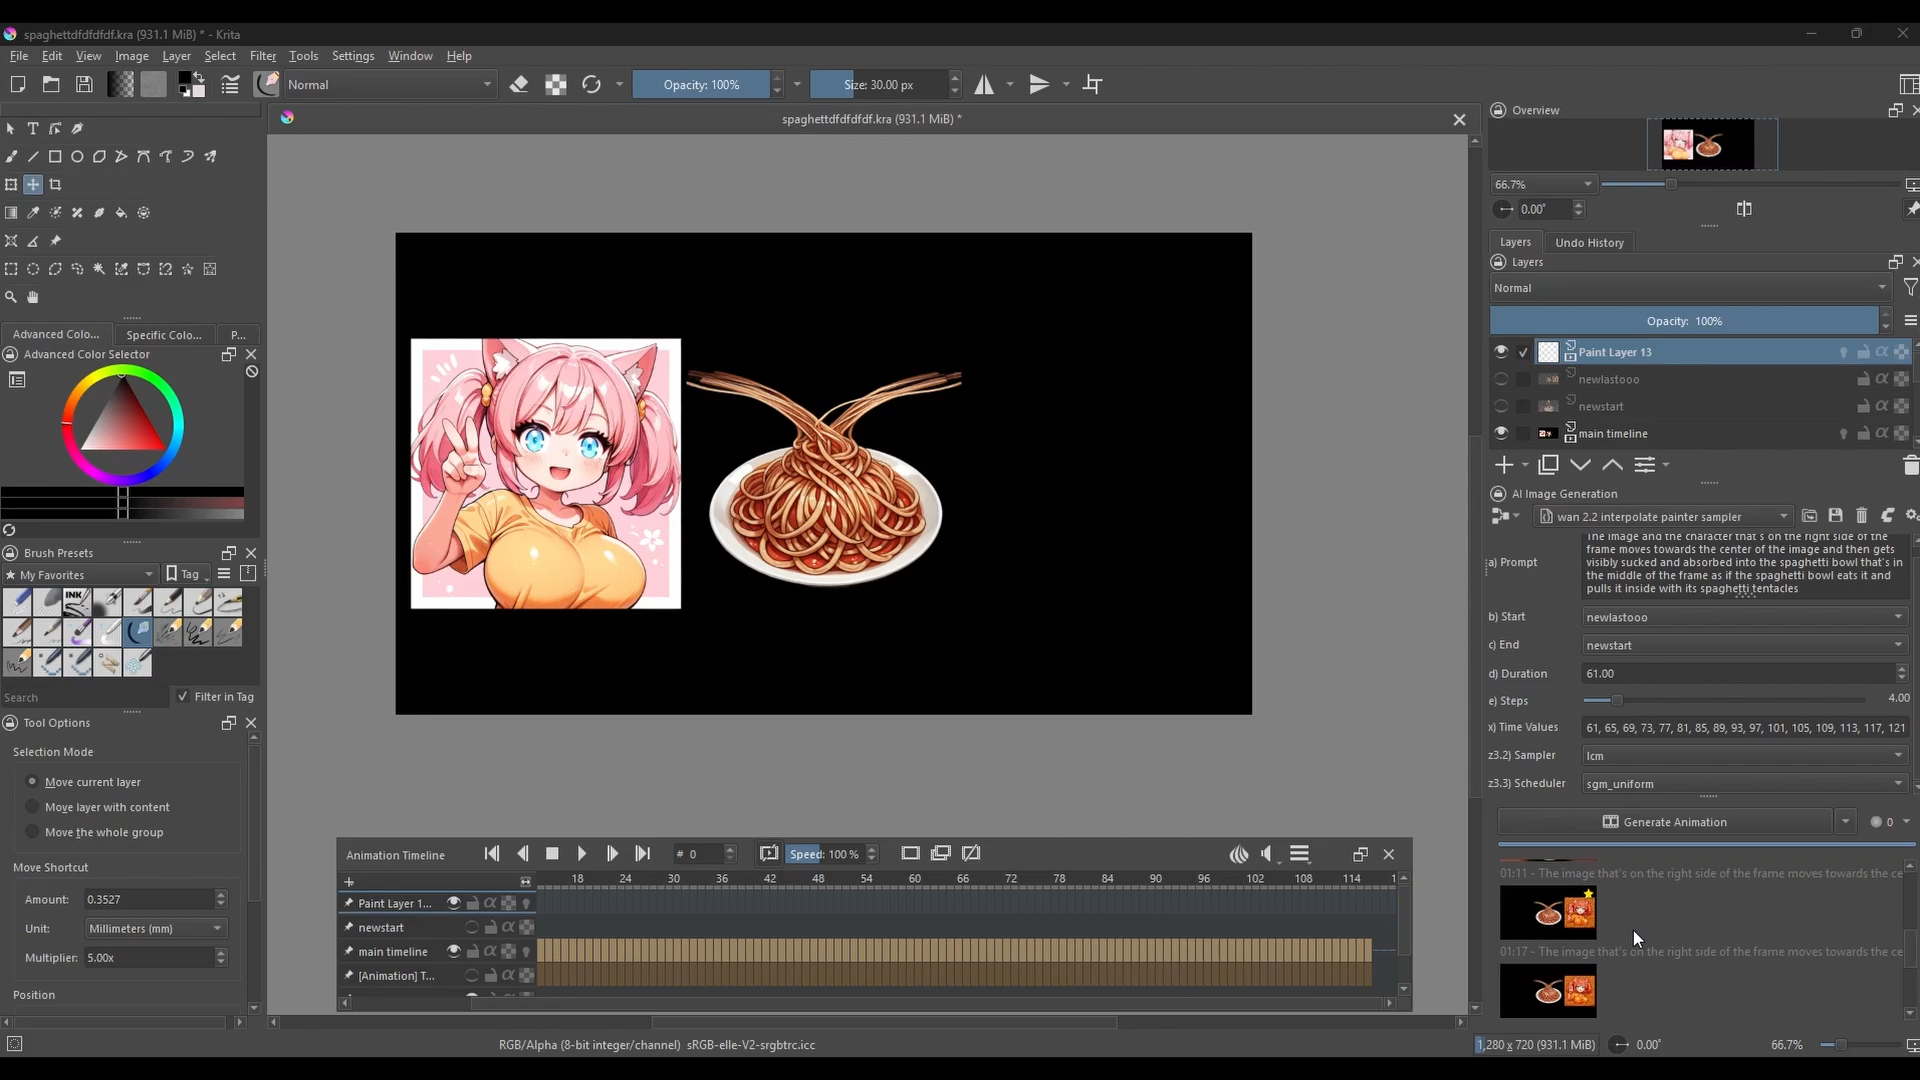 spaghettdfdfdfdf.kra (931.1 MiB) * - Krita
File Edit View Image Layer Select Filter Tools Settings Window Help
Normal
Opacity: 100%
Size: 30.00 px
spaghettdfdfdfdf.kra (931.1 MiB) *
Advanced Colo...
Specific Colo...
P...
Advanced Color Selector
Brush Presets
My Favorites
Tag
INK
Search
Filter in Tag
Tool Options
Selection Mode
Move current layer
Move layer with content
Move the whole group
Move Shortcut
Amount: 0.3527
Unit: Millimeters (mm)
Multiplier: 5.00x
Position
Animation Timeline
# 0
Speed: 100 %
18 24 30 36 42 48 54 60 66 72 78 84 90 96 102 108 114 1
Paint Layer 1...
newstart
main timeline
[Animation] T...
RGB/Alpha (8-bit integer/channel) sRGB-elle-V2-srgbtrc.icc
Overview
66.7%
0.00°
Layers
Undo History
Layers
Normal
Opacity: 100%
Paint Layer 13
newlastooo
newstart
main timeline
AI Image Generation
wan 2.2 interpolate painter sampler
a) Prompt
The image and the character that's on the right side of the
frame moves towards the center of the image and then gets
visibly sucked and absorbed into the spaghetti bowl that's in
the middle of the frame as if the spaghetti bowl eats it and
pulls it inside with its spaghetti tentacles
b) Start newlastooo
c) End newstart
d) Duration 61.00
e) Steps 4.00
x) Time Values 61, 65, 69, 73, 77, 81, 85, 89, 93, 97, 101, 105, 109, 113, 117, 121
z3.2) Sampler lcm
z3.3) Scheduler sgm_uniform
Generate Animation
0
01:11 - The image that's on the right side of the frame moves towards the ce
01:17 - The image that's on the right side of the frame moves towards the ce
1,280 x 720 (931.1 MiB)
0.00°
66.7%